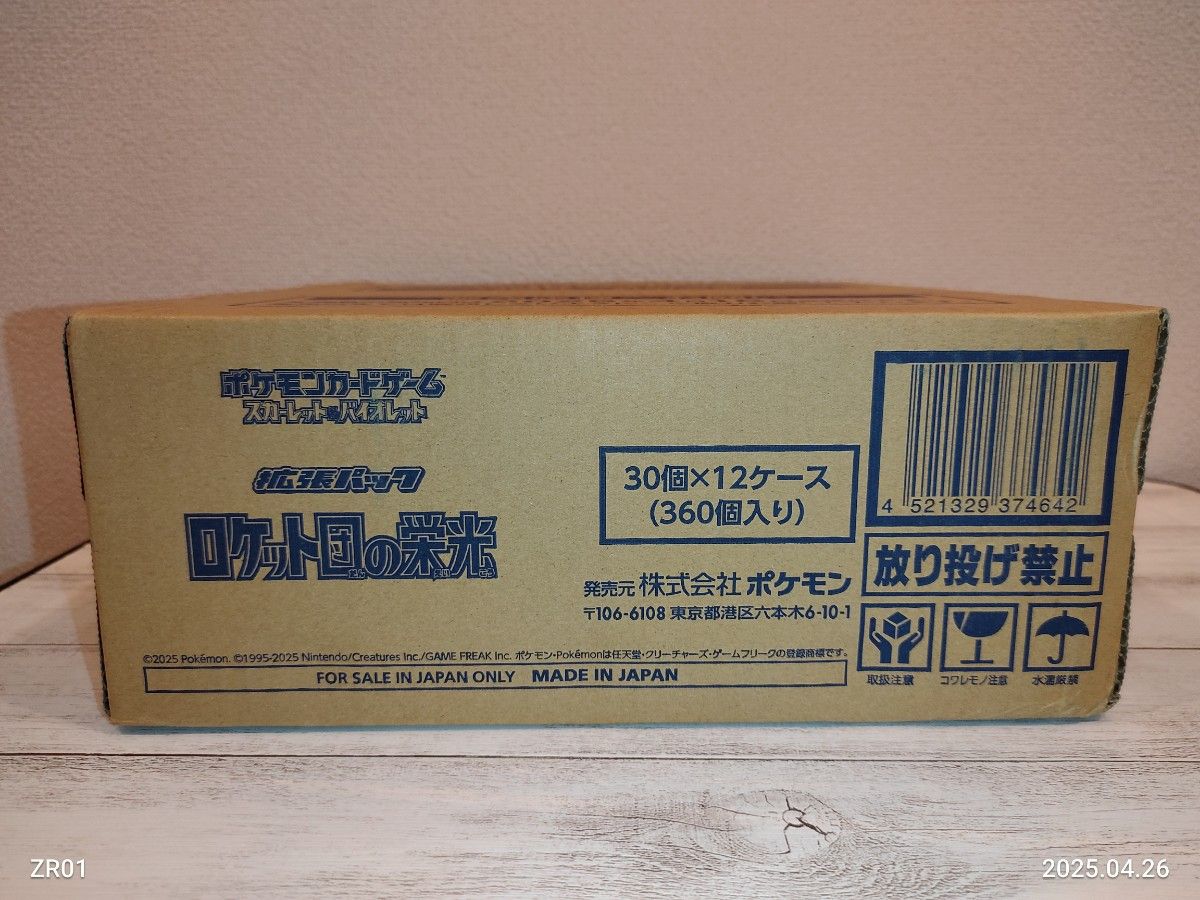 ポケモンカードゲーム
スカーレット&バイオレット
拡張パック
ロケット団の栄光
だん えいこう
30個×12ケース
(360個入り)
発売元 株式会社 ポケモン
〒106-6108 東京都港区六本木6-10-1
©2025 Pokémon. ©1995-2025 Nintendo/Creatures Inc./GAME FREAK Inc. ポケモン・Pokémonは任天堂・クリーチャーズ・ゲームフリークの登録商標です。
FOR SALE IN JAPAN ONLY MADE IN JAPAN
4 521329 374642
放り投げ禁止
取扱注意 コワレモノ注意 水濡厳禁
ZR01
2025.04.26